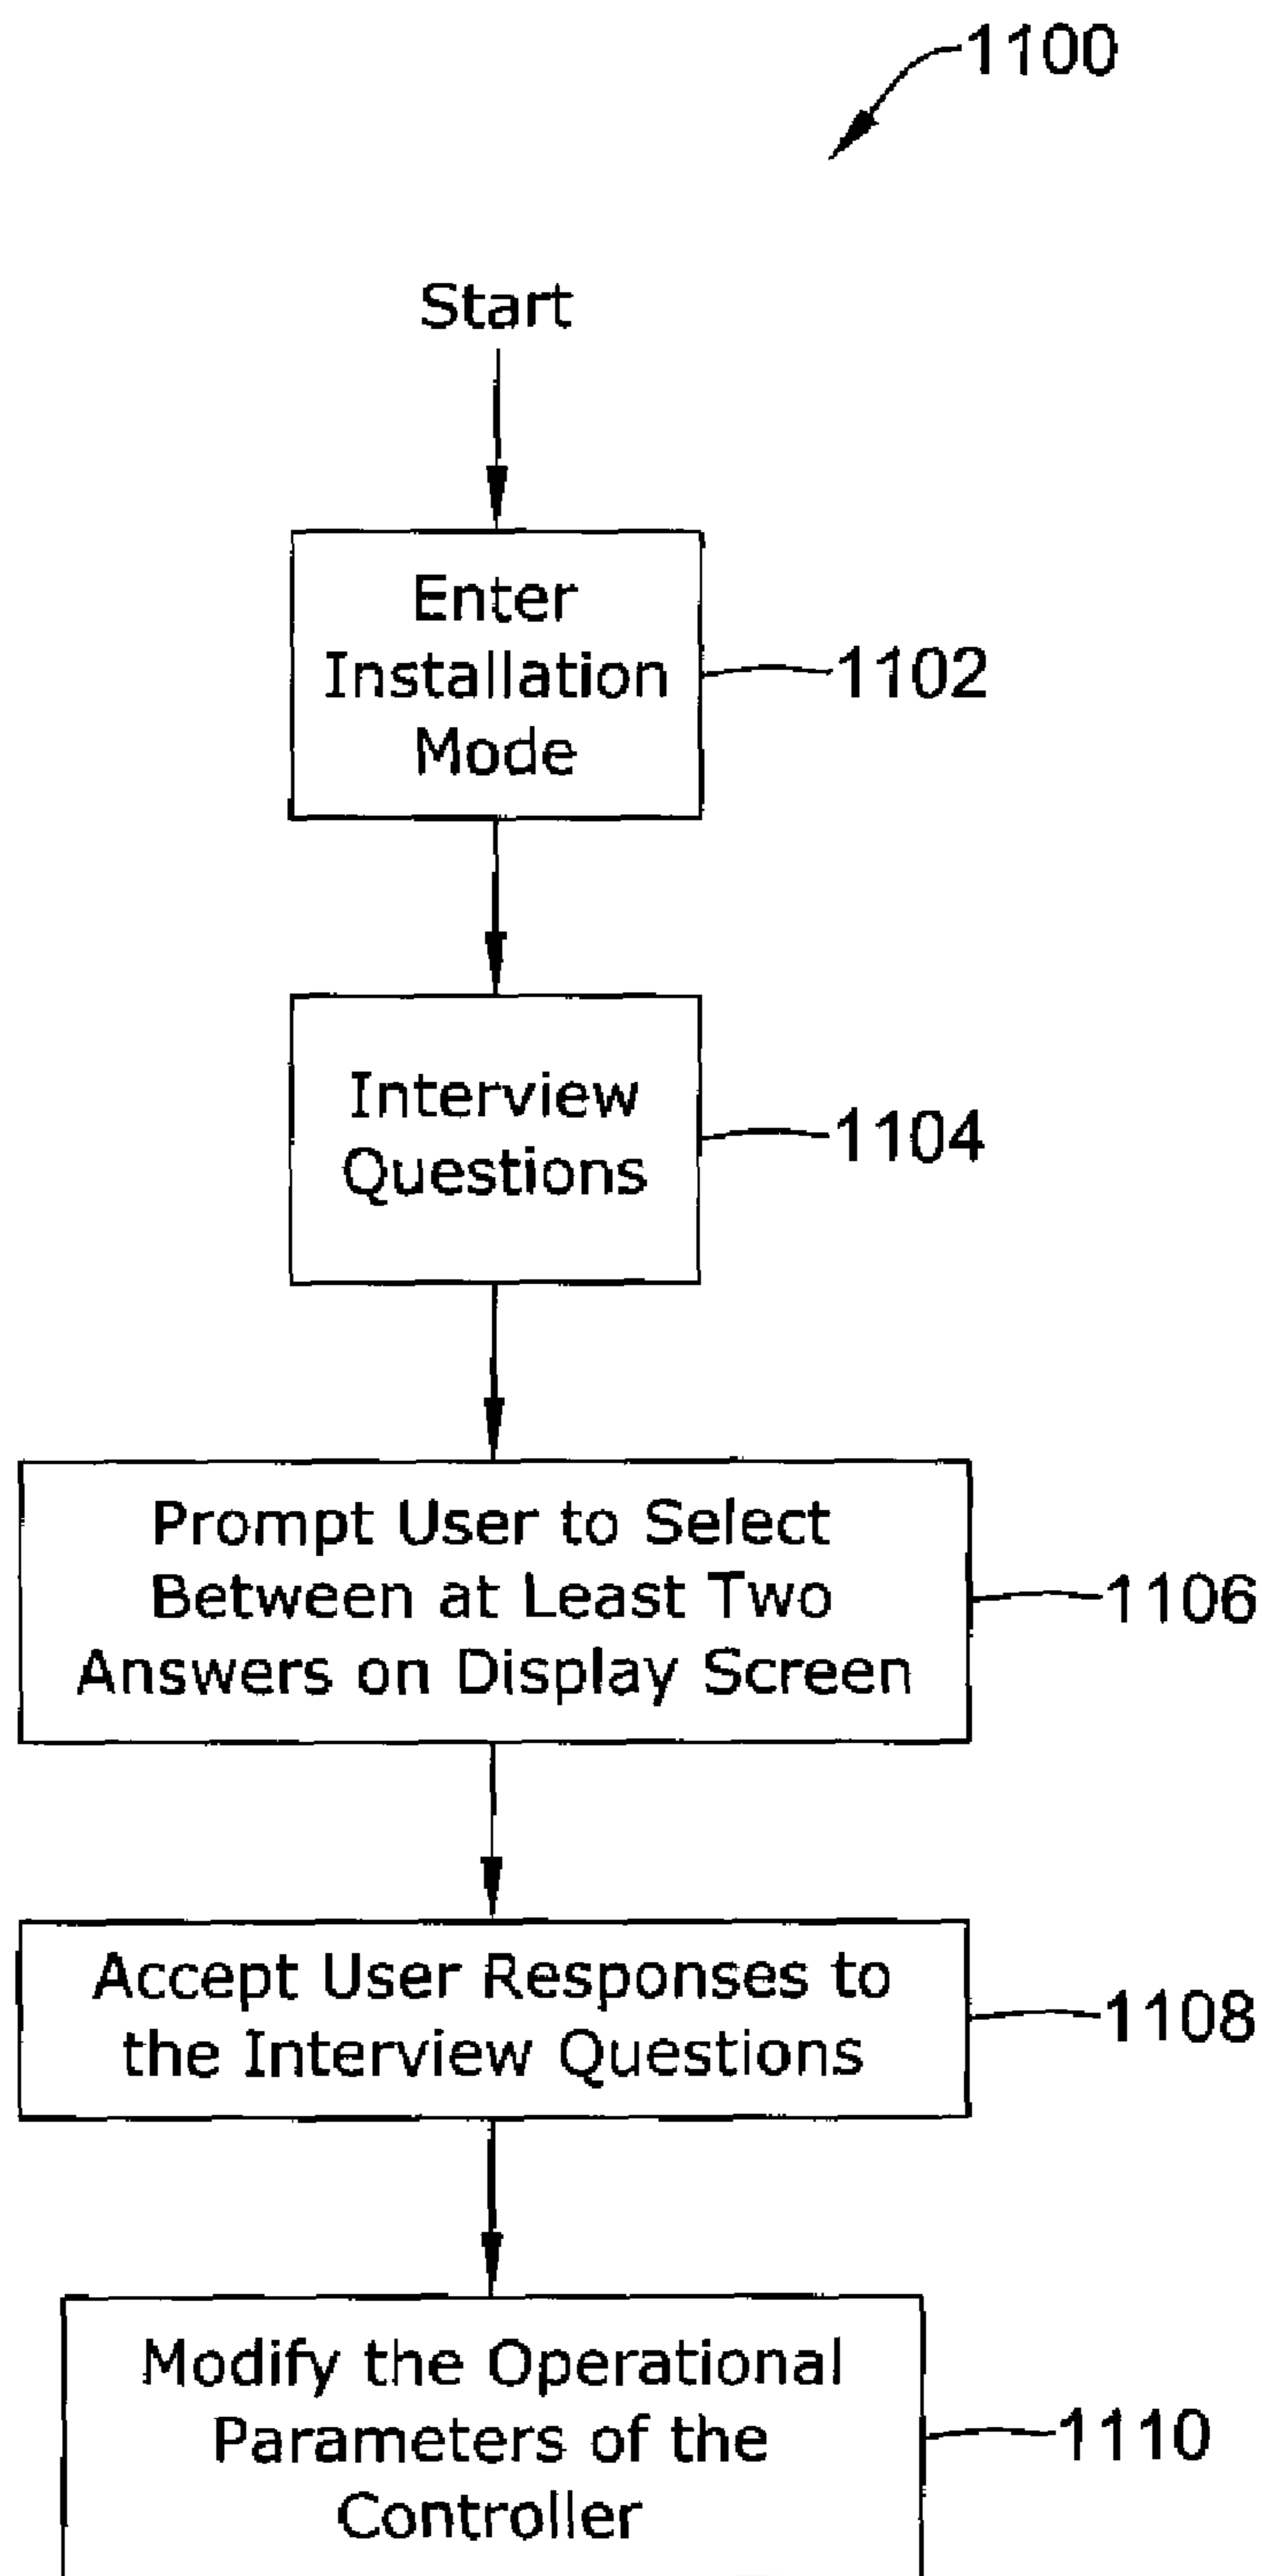 1100
Start
Enter
Installation
Mode
1102
Interview
Questions
1104
Prompt User to Select
Between at Least Two
Answers on Display Screen
1106
Accept User Responses to
the Interview Questions
1108
Modify the Operational
Parameters of the
Controller
1110